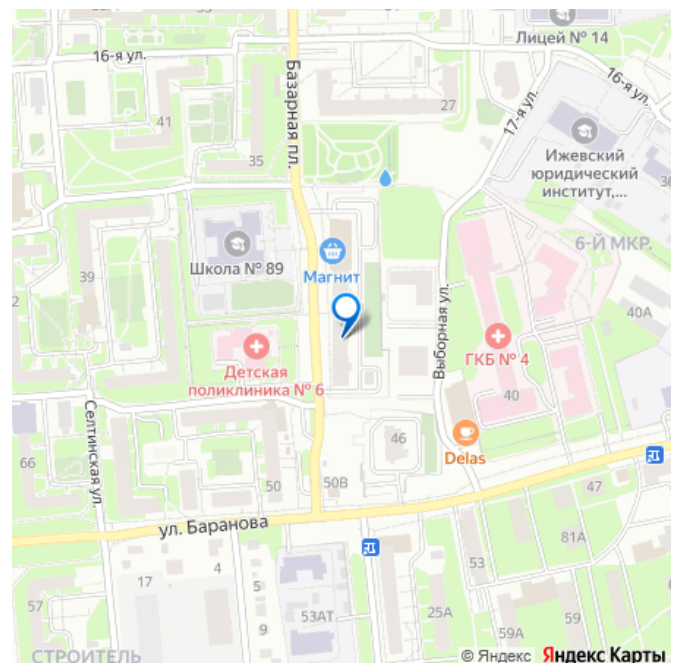 Лицей № 14
16-я ул.
16-я ул.
Базарная пл.
27
17-я ул.
41
35
Ижевский
юридический
институт,...
6-Й МКР.
Школа № 89
Магнит
39
Выборная ул.
40А
Детская
поликлиника № 6
ГКБ № 4
40
Селтинская ул.
46
Delas
66
50
50В
47
ул. Баранова
81А
17
4
5
53
57
9
53АТ
25А
59А
59
СТРОИТЕЛЬ
© Яндекс Яндекс Карты